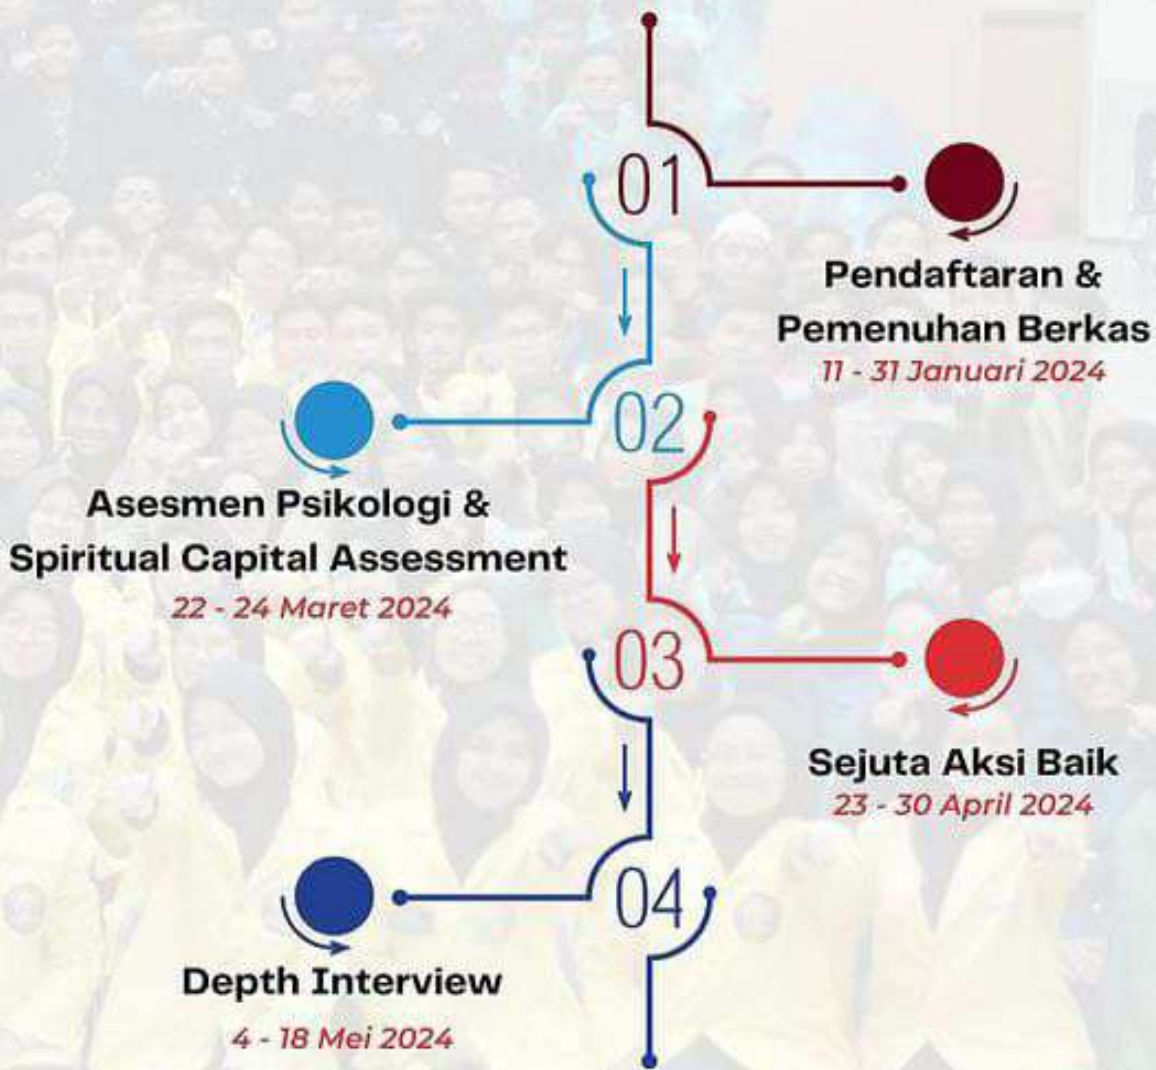 01
Pendaftaran &
Pemenuhan Berkas
11 - 31 Januari 2024
02
Asesmen Psikologi &
Spiritual Capital Assessment
22 - 24 Maret 2024
03
Sejuta Aksi Baik
23 - 30 April 2024
04
Depth Interview
4 - 18 Mei 2024